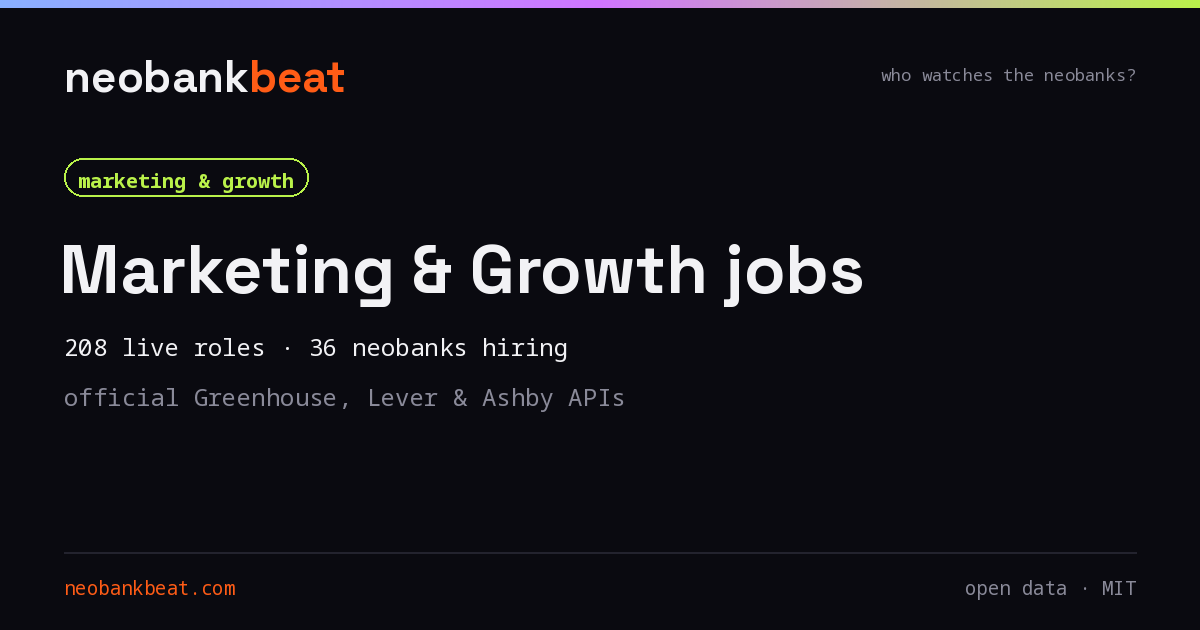 neobankbeat
who watches the neobanks?
marketing & growth
Marketing & Growth jobs
208 live roles · 36 neobanks hiring
official Greenhouse, Lever & Ashby APIs
neobankbeat.com
open data · MIT